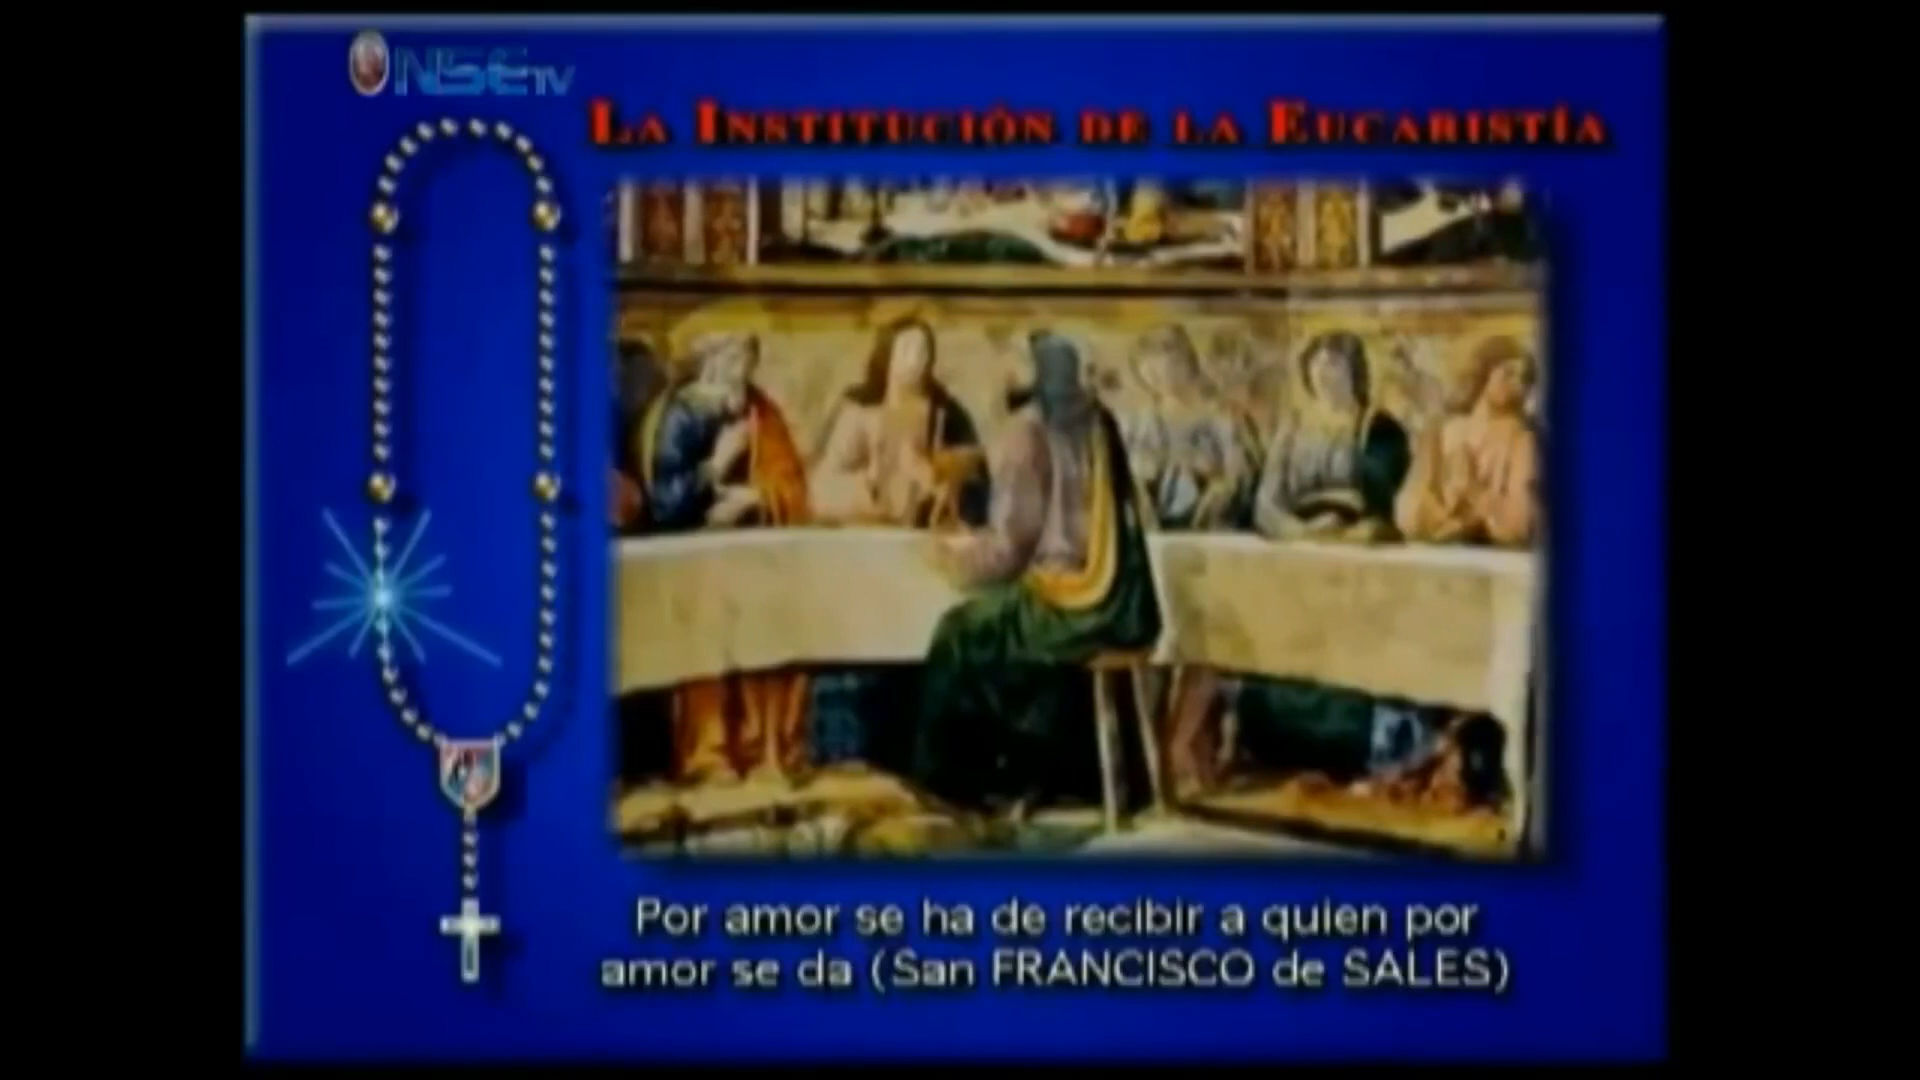 NSE TV
LA INSTITUCIÓN DE LA EUCARISTÍA
Por amor se ha de recibir a quien por
amor se da (San FRANCISCO de SALES)